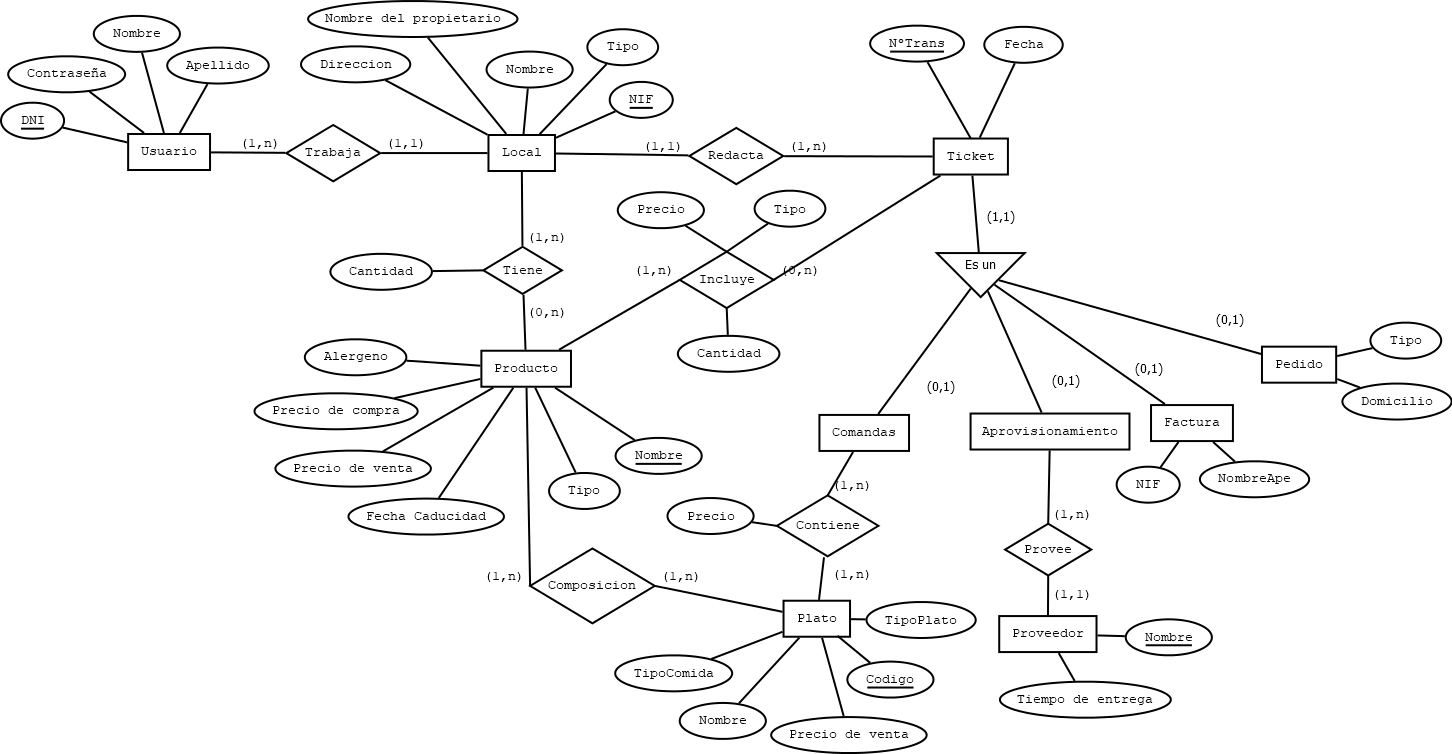 Nombre del propietario
Nombre
Tipo
N°Trans
Fecha
Contraseña
Apellido
Direccion
Nombre
NIF
DNI
Usuario
(1,n)
Trabaja
(1,1)
Local
(1,1)
Redacta
(1,n)
Ticket
Precio
Tipo
(1,1)
(1,n)
Cantidad
Tiene
(1,n)
Incluye
(0,n)
Es un
(0,n)
Cantidad
(0,1)
Alergeno
Producto
Pedido
Tipo
Precio de compra
(0,1)
(0,1)
(0,1)
Domicilio
Comandas
Aprovisionamiento
Factura
Precio de venta
Nombre
Tipo
(1,n)
NIF
NombreApe
Fecha Caducidad
Precio
Contiene
(1,n)
Provee
(1,n)
Composicion
(1,n)
(1,n)
(1,1)
Plato
TipoPlato
Proveedor
Nombre
TipoComida
Codigo
Tiempo de entrega
Nombre
Precio de venta